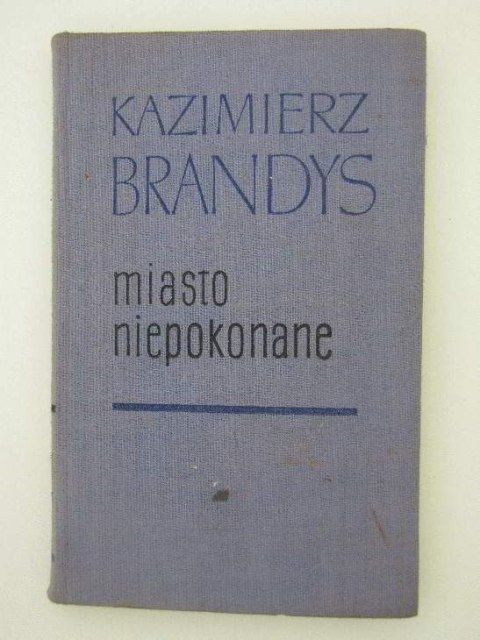 KAZIMIERZ
BRANDYS
miasto
niepokonane